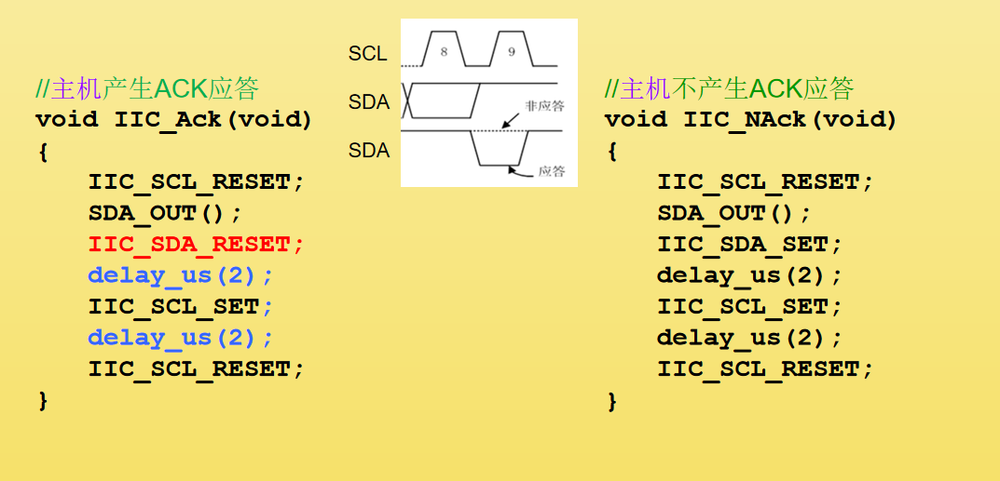 //主机产生ACK应答
void IIC_Ack(void)
{
IIC_SCL_RESET;
SDA_OUT();
IIC_SDA_RESET;
delay_us(2);
IIC_SCL_SET;
delay_us(2);
IIC_SCL_RESET;
}
SCL
8
9
SDA
非应答
SDA
应答
//主机不产生ACK应答
void IIC_NAck(void)
{
IIC_SCL_RESET;
SDA_OUT();
IIC_SDA_SET;
delay_us(2);
IIC_SCL_SET;
delay_us(2);
IIC_SCL_RESET;
}